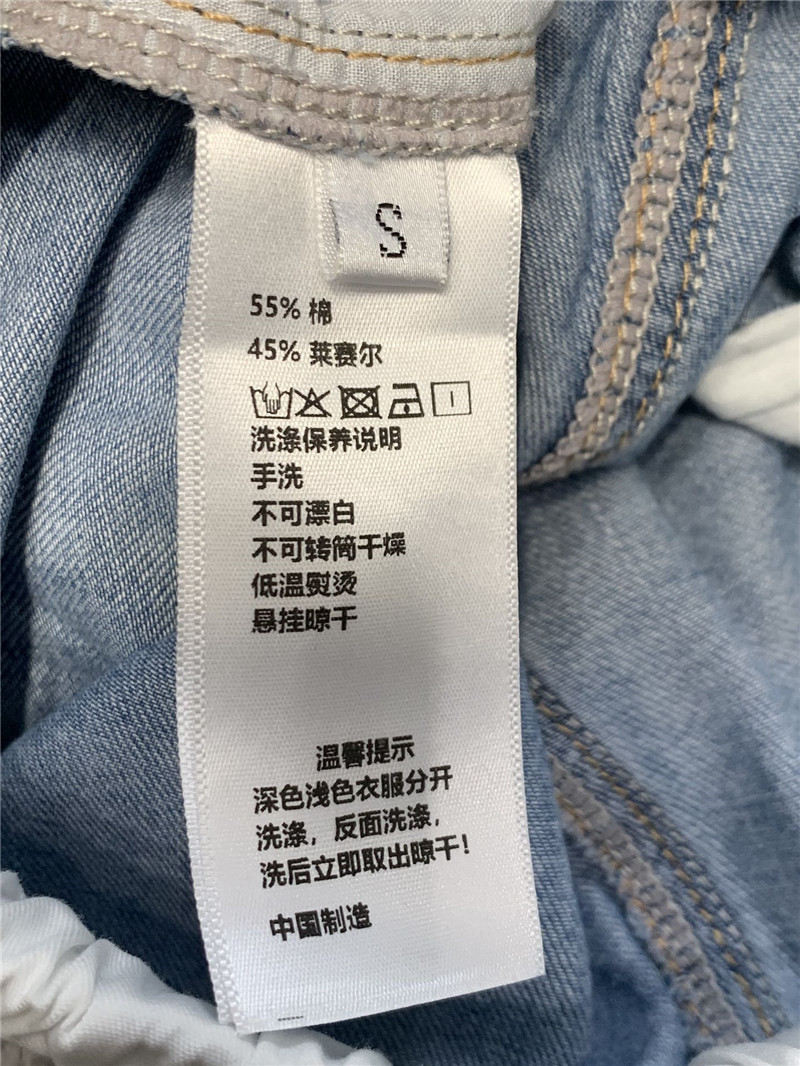 S
55% 棉
45% 莱赛尔
洗涤保养说明
手洗
不可漂白
不可转筒干燥
低温熨烫
悬挂晾干
温馨提示
深色浅色衣服分开
洗涤，反面洗涤，
洗后立即取出晾干！
中国制造